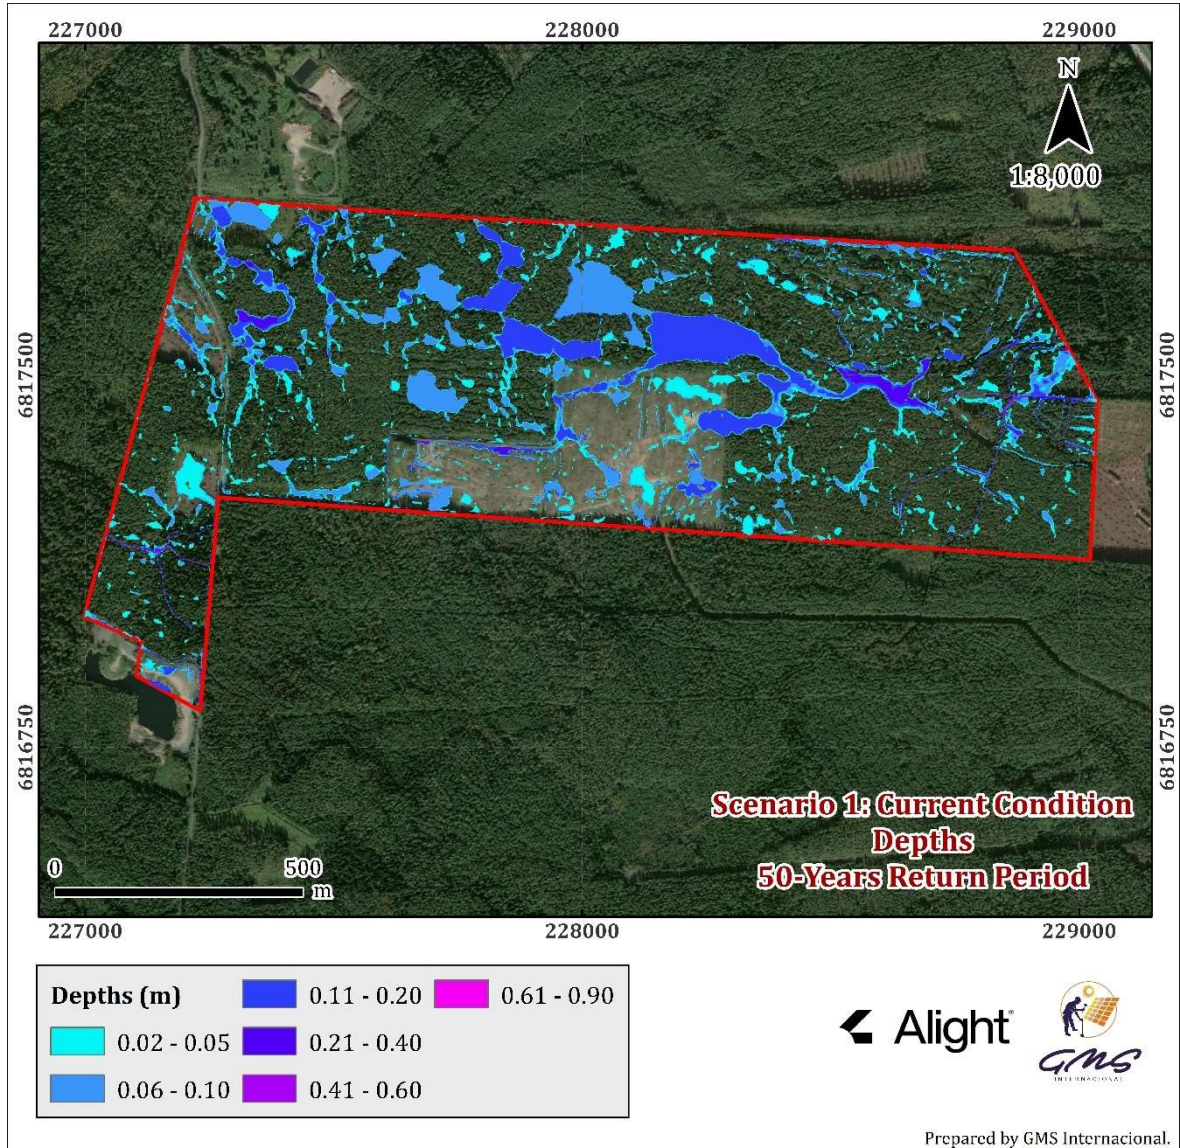 227000 228000 229000
N
1:8,000
6817500 6817500
6816750 6816750
Scenario 1: Current Condition
Depths
50-Years Return Period
0 500
m
227000 228000 229000
Depths (m) 0.11 - 0.20 0.61 - 0.90
0.02 - 0.05 0.21 - 0.40
0.06 - 0.10 0.41 - 0.60
Alight®
GMS
INTERNACIONAL
Prepared by GMS Internacional.